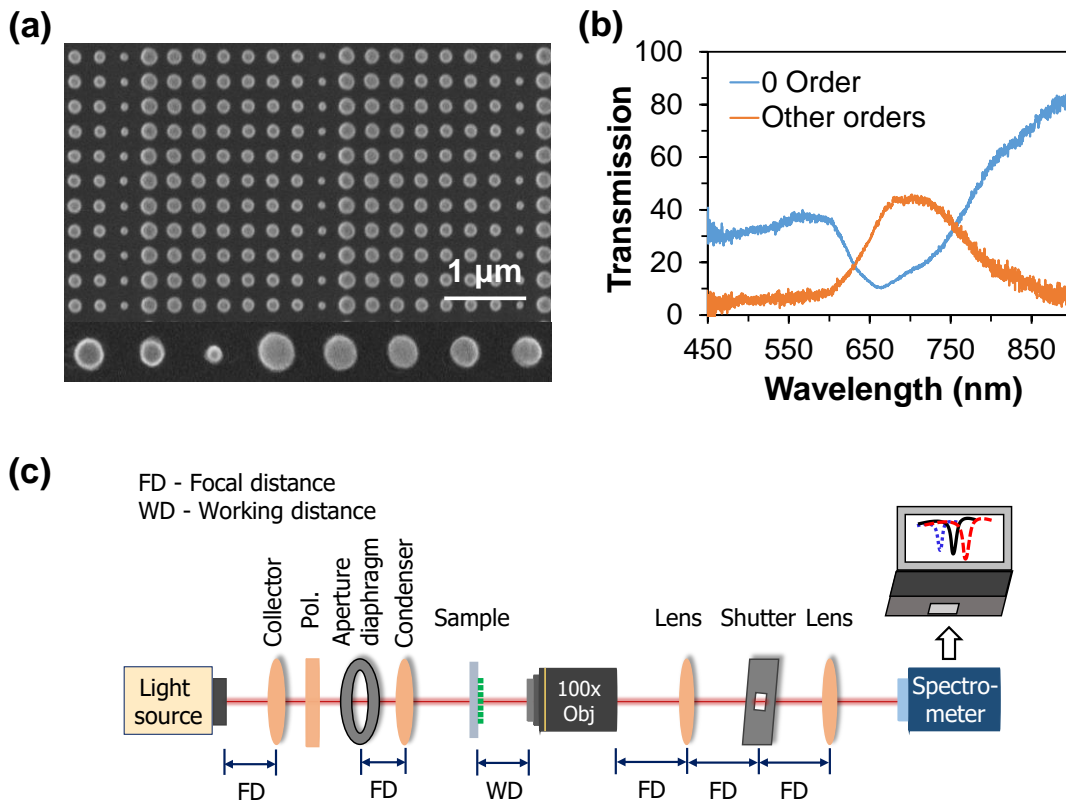 (a)
1 µm
(b)
Transmission
100
80
60
40
20
0
0 Order
Other orders
450
550
650
750
850
Wavelength (nm)
(c)
FD - Focal distance
WD - Working distance
Light
source
Collector
Pol.
Aperture
diaphragm
Condenser
Sample
100x
Obj
Lens
Shutter
Lens
Spectro-
meter
FD
FD
WD
FD
FD
FD